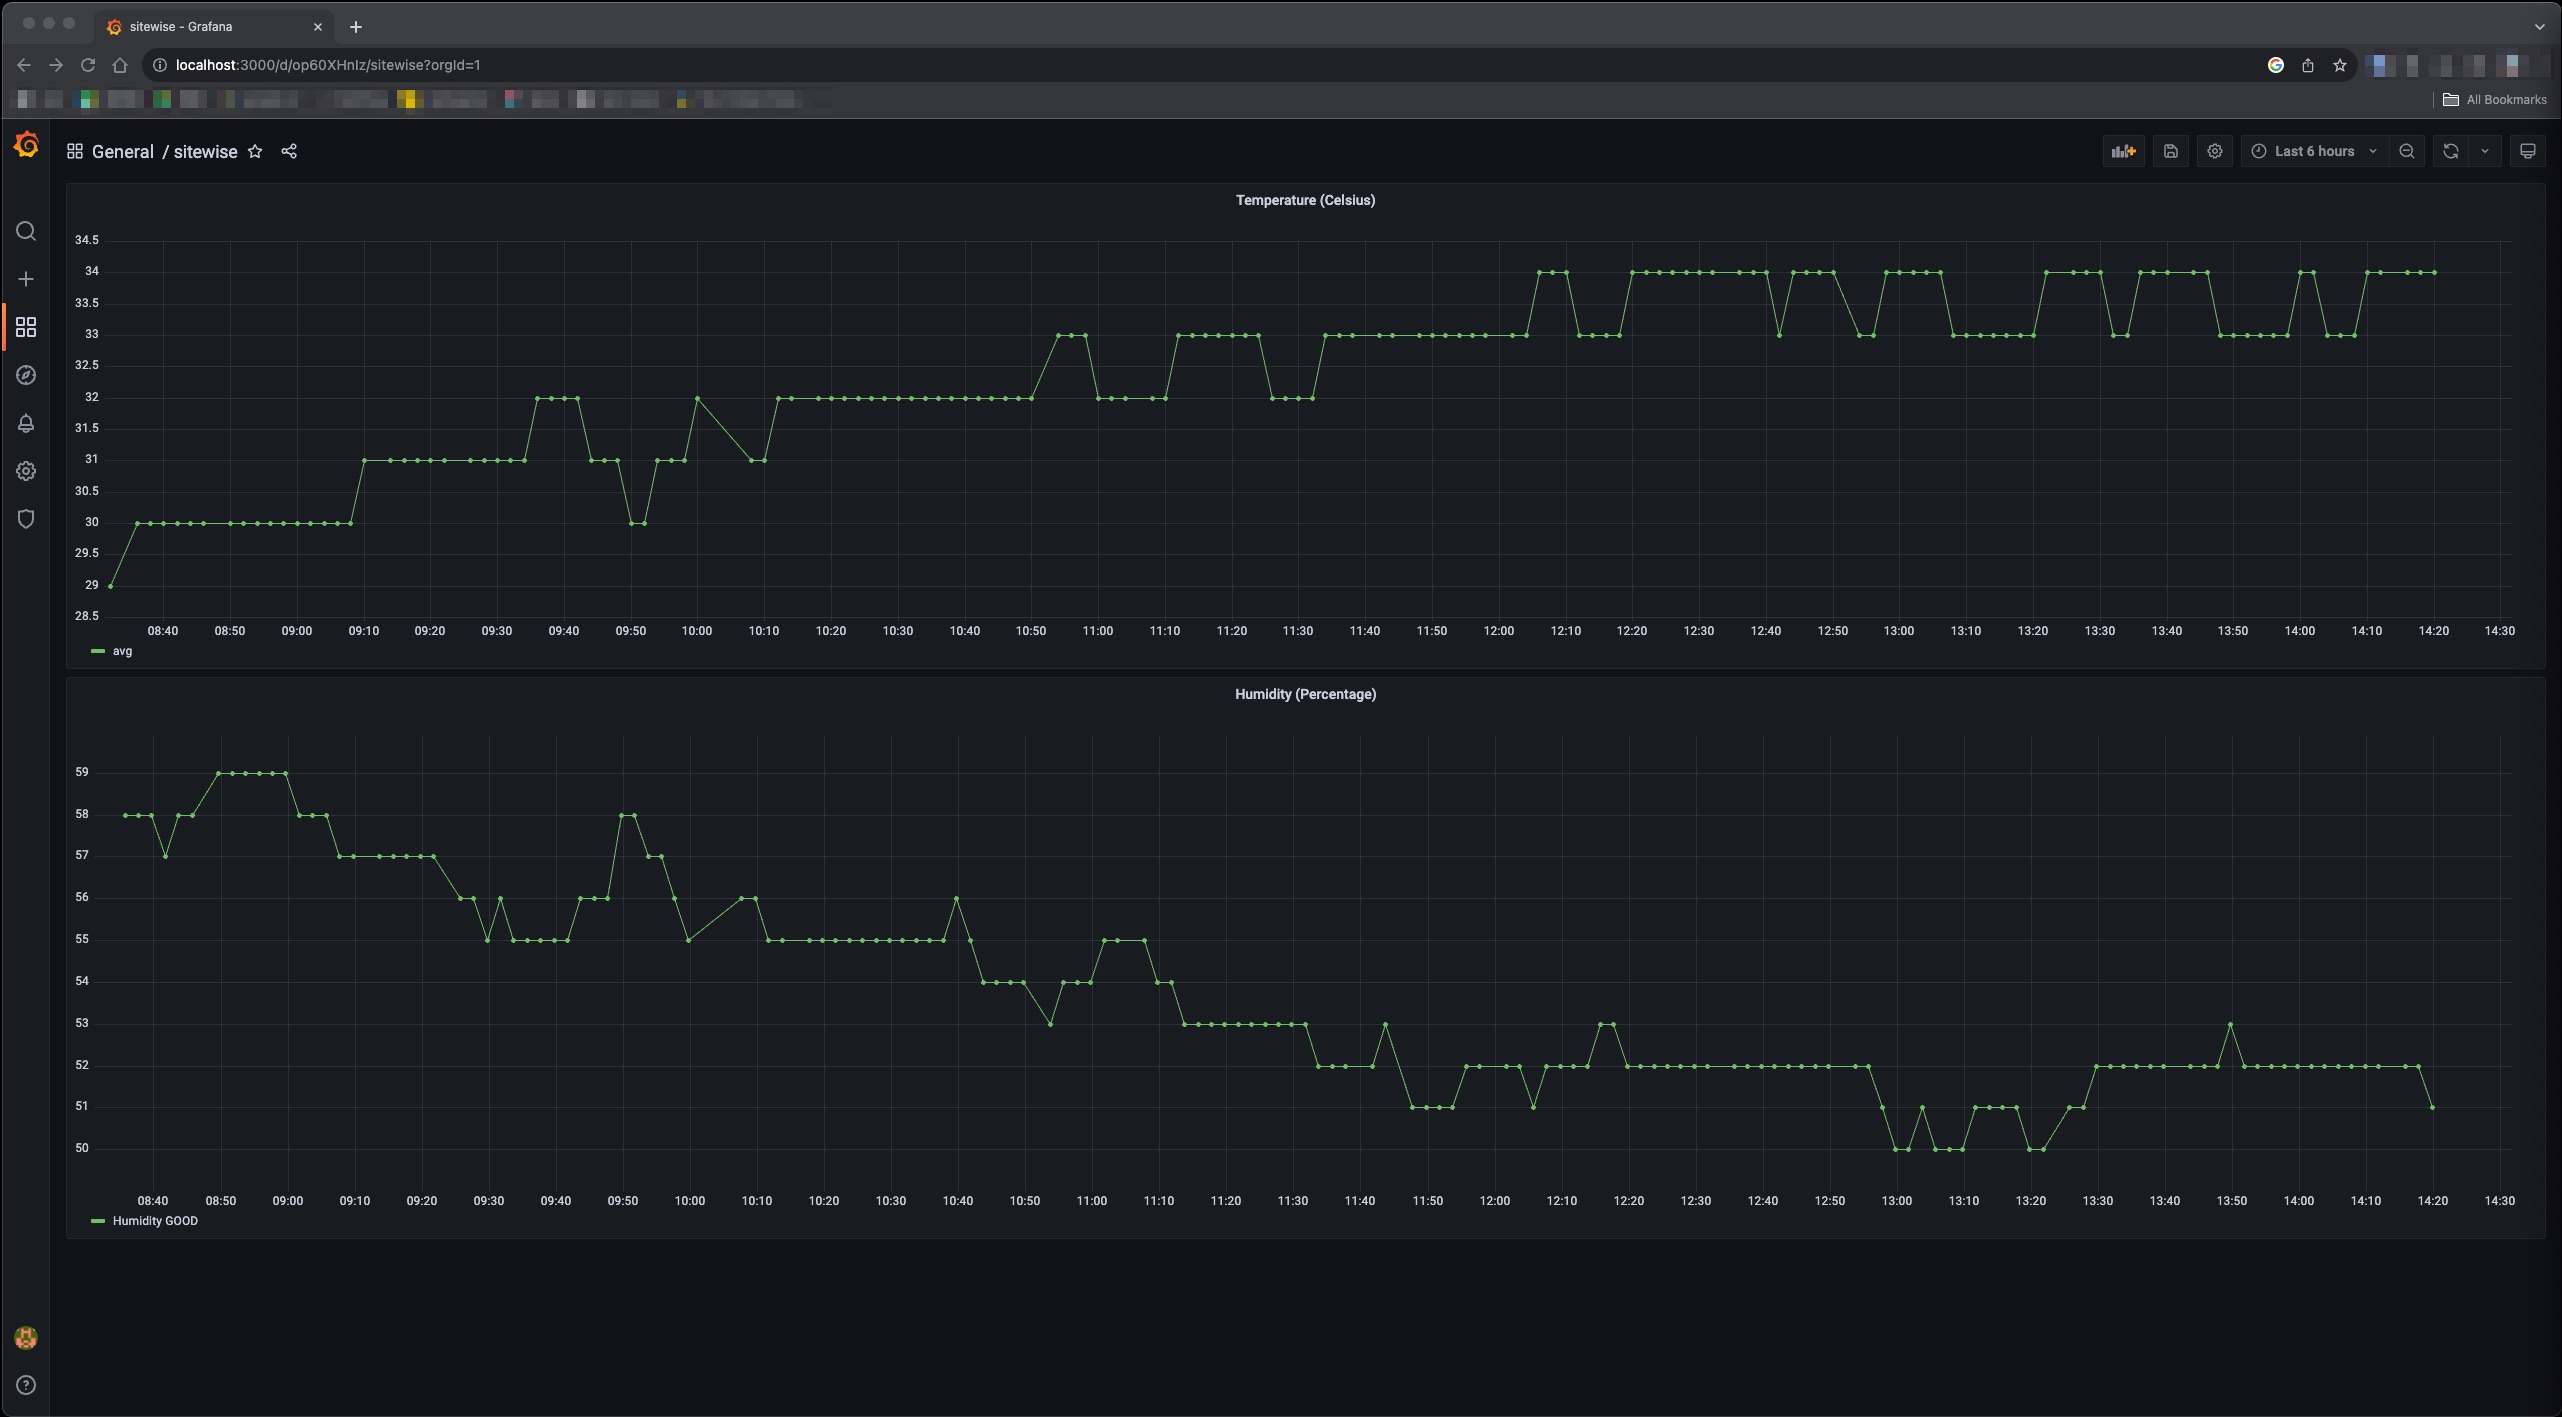 sitewise - Grafana
localhost:3000/d/op60XHnIz/sitewise?orgId=1
All Bookmarks
General / sitewise
Last 6 hours
Temperature (Celsius)
34.5
34
33.5
33
32.5
32
31.5
31
30.5
30
29.5
29
28.5
08:40 08:50 09:00 09:10 09:20 09:30 09:40 09:50 10:00 10:10 10:20 10:30 10:40 10:50 11:00 11:10 11:20 11:30 11:40 11:50 12:00 12:10 12:20 12:30 12:40 12:50 13:00 13:10 13:20 13:30 13:40 13:50 14:00 14:10 14:20 14:30
avg
Humidity (Percentage)
59
58
57
56
55
54
53
52
51
50
08:40 08:50 09:00 09:10 09:20 09:30 09:40 09:50 10:00 10:10 10:20 10:30 10:40 10:50 11:00 11:10 11:20 11:30 11:40 11:50 12:00 12:10 12:20 12:30 12:40 12:50 13:00 13:10 13:20 13:30 13:40 13:50 14:00 14:10 14:20 14:30
Humidity GOOD